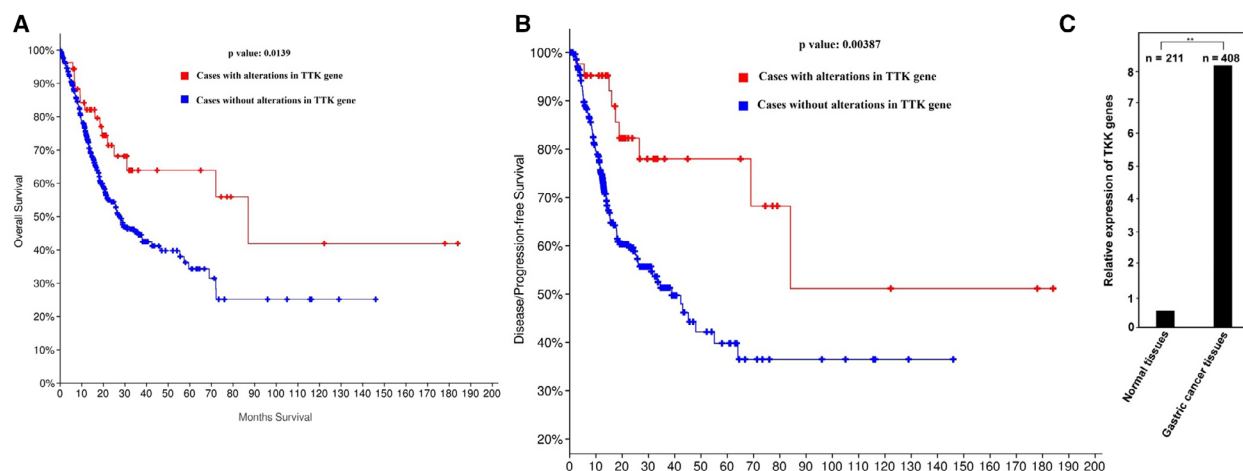 A
p value: 0.0139
Cases with alterations in TTK gene
Cases without alterations in TTK gene
Overall Survival
100%
90%
80%
70%
60%
50%
40%
30%
20%
10%
0%
0 10 20 30 40 50 60 70 80 90 100 110 120 130 140 150 160 170 180 190 200
Months Survival
B
p value: 0.00387
Cases with alterations in TTK gene
Cases without alterations in TTK gene
Disease/Progression-free Survival
100%
90%
80%
70%
60%
50%
40%
30%
20%
0 10 20 30 40 50 60 70 80 90 100 110 120 130 140 150 160 170 180 190 200
C
**
n = 211 n = 408
Relative expression of TKK genes
8
7
6
5
4
3
2
1
0
Normal tissues
Gastric cancer tissues